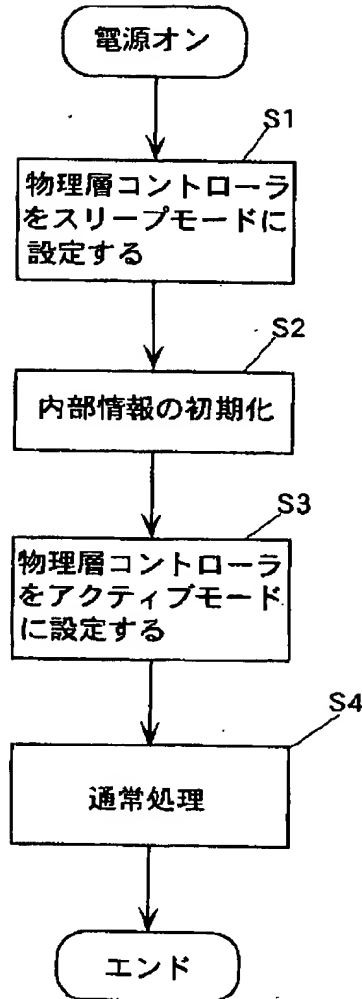 電源オン
S1
物理層コントローラ
をスリープモードに
設定する
S2
内部情報の初期化
S3
物理層コントローラ
をアクティブモード
に設定する
S4
通常処理
エンド